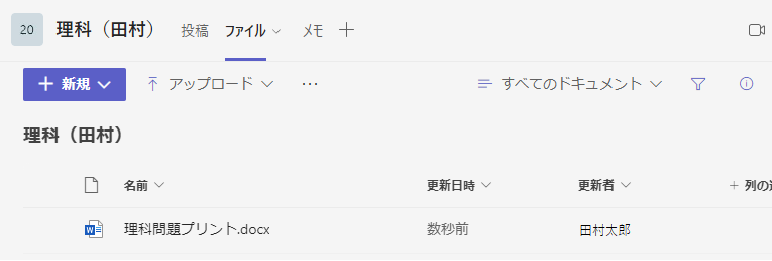 20 理科（田村） 投稿 ファイル メモ
新規 アップロード … すべてのドキュメント
理科（田村）
名前 更新日時 更新者 + 列の
理科問題プリント.docx 数秒前 田村太郎